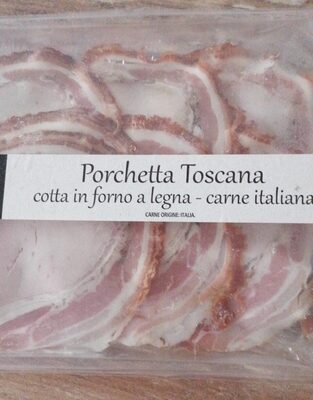 Porchetta Toscana
cotta in forno a legna - carne italiana
CARNE ORIGINE: ITALIA